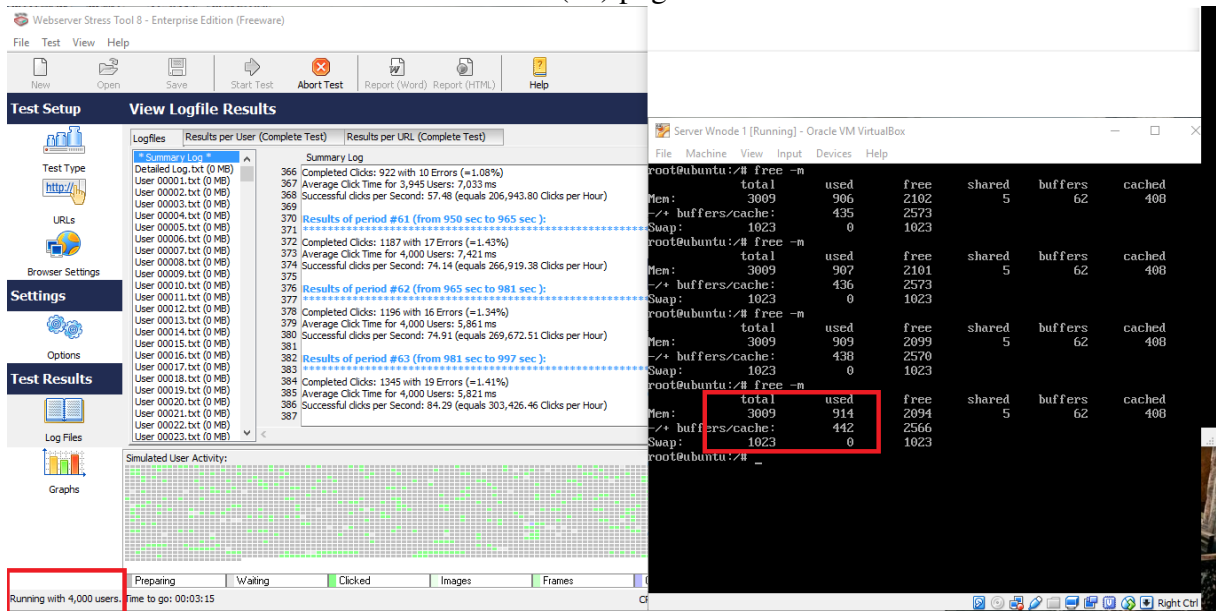 Webserver Stress Tool 8 - Enterprise Edition (Freeware)
File Test View Help
New Open Save Start Test Abort Test Report (Word) Report (HTML) Help
Test Setup
Test Type
URLs
Browser Settings
Settings
Options
Test Results
Log Files
Graphs
View Logfile Results
Logfiles Results per User (Complete Test) Results per URL (Complete Test)
* Summary Log *
Detailed Log.txt (0 MB)
User 00001.txt (0 MB)
User 00002.txt (0 MB)
User 00003.txt (0 MB)
User 00004.txt (0 MB)
User 00005.txt (0 MB)
User 00006.txt (0 MB)
User 00007.txt (0 MB)
User 00008.txt (0 MB)
User 00009.txt (0 MB)
User 00010.txt (0 MB)
User 00011.txt (0 MB)
User 00012.txt (0 MB)
User 00013.txt (0 MB)
User 00014.txt (0 MB)
User 00015.txt (0 MB)
User 00016.txt (0 MB)
User 00017.txt (0 MB)
User 00018.txt (0 MB)
User 00019.txt (0 MB)
User 00020.txt (0 MB)
User 00021.txt (0 MB)
User 00022.txt (0 MB)
User 00023.txt (0 MB)
Summary Log
366 Completed Clicks: 922 with 10 Errors (=1.08%)
367 Average Click Time for 3,945 Users: 7,033 ms
368 Successful clicks per Second: 57.48 (equals 206,943.80 Clicks per Hour)
369
370 Results of period #61 (from 950 sec to 965 sec ):
371
372 Completed Clicks: 1187 with 17 Errors (=1.43%)
373 Average Click Time for 4,000 Users: 7,421 ms
374 Successful clicks per Second: 74.14 (equals 266,919.38 Clicks per Hour)
375
376 Results of period #62 (from 965 sec to 981 sec ):
377
378 Completed Clicks: 1196 with 16 Errors (=1.34%)
379 Average Click Time for 4,000 Users: 5,861 ms
380 Successful clicks per Second: 74.91 (equals 269,672.51 Clicks per Hour)
381
382 Results of period #63 (from 981 sec to 997 sec ):
383
384 Completed Clicks: 1345 with 19 Errors (=1.41%)
385 Average Click Time for 4,000 Users: 5,821 ms
386 Successful clicks per Second: 84.29 (equals 303,426.46 Clicks per Hour)
387
Simulated User Activity:
Preparing Waiting Clicked Images Frames
Running with 4,000 users. Time to go: 00:03:15
Server Wnode 1 [Running] - Oracle VM VirtualBox
File Machine View Input Devices Help
root@ubuntu:/# free -m
total used free shared buffers cached
Mem: 3009 906 2102 5 62 408
-/+ buffers/cache: 435 2573
Swap: 1023 0 1023
root@ubuntu:/# free -m
total used free shared buffers cached
Mem: 3009 907 2101 5 62 408
-/+ buffers/cache: 436 2573
Swap: 1023 0 1023
root@ubuntu:/# free -m
total used free shared buffers cached
Mem: 3009 909 2099 5 62 408
-/+ buffers/cache: 438 2570
Swap: 1023 0 1023
root@ubuntu:/# free -m
total used free shared buffers cached
Mem: 3009 914 2094 5 62 408
-/+ buffers/cache: 442 2566
Swap: 1023 0 1023
root@ubuntu:/# _
Right Ctrl